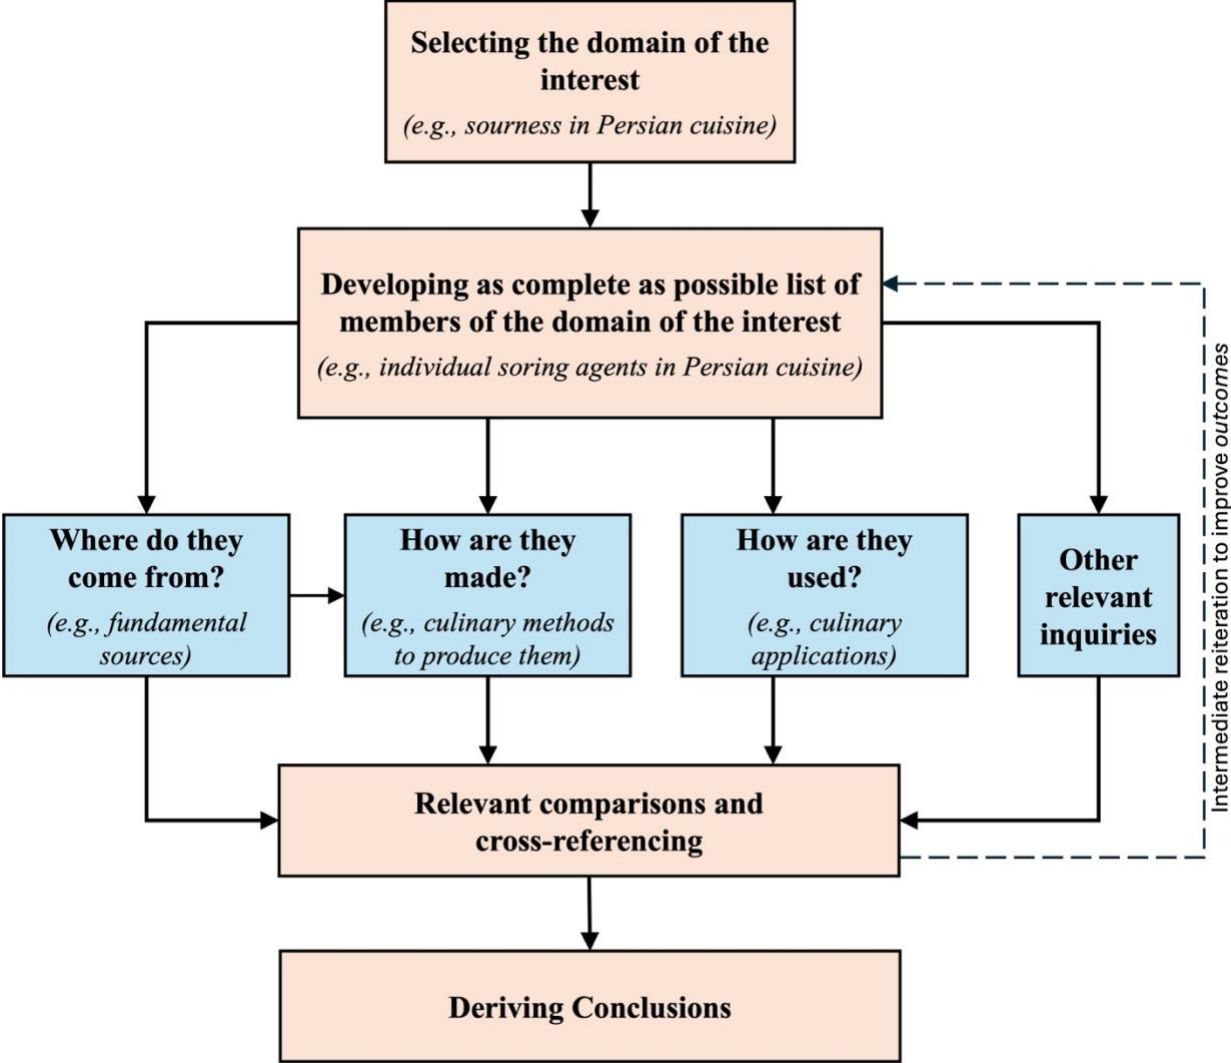 Selecting the domain of the
interest
(e.g., sourness in Persian cuisine)
Developing as complete as possible list of
members of the domain of the interest
(e.g., individual soring agents in Persian cuisine)
Where do they
come from?
(e.g., fundamental
sources)
How are they
made?
(e.g., culinary methods
to produce them)
How are they
used?
(e.g., culinary
applications)
Other
relevant
inquiries
Intermediate reiteration to improve outcomes
Relevant comparisons and
cross-referencing
Deriving Conclusions